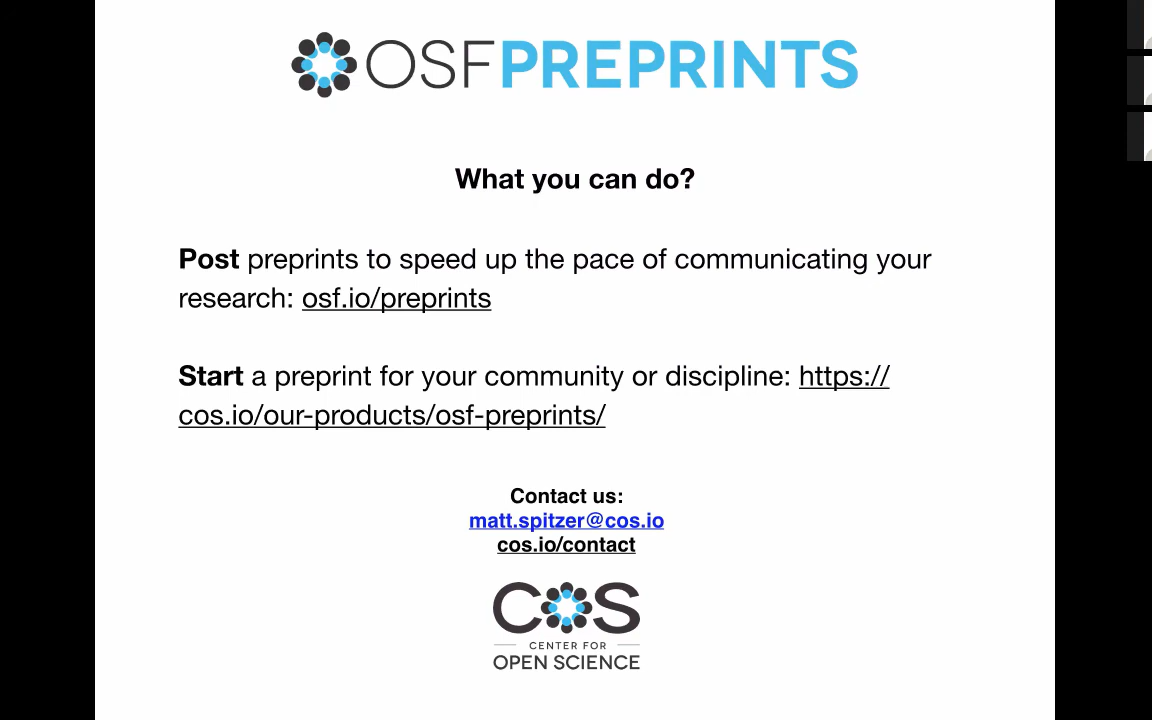 OSFPREPRINTS
What you can do?
Post preprints to speed up the pace of communicating your
research: osf.io/preprints
Start a preprint for your community or discipline: https://
cos.io/our-products/osf-preprints/
Contact us:
matt.spitzer@cos.io
cos.io/contact
COS
CENTER FOR
OPEN SCIENCE